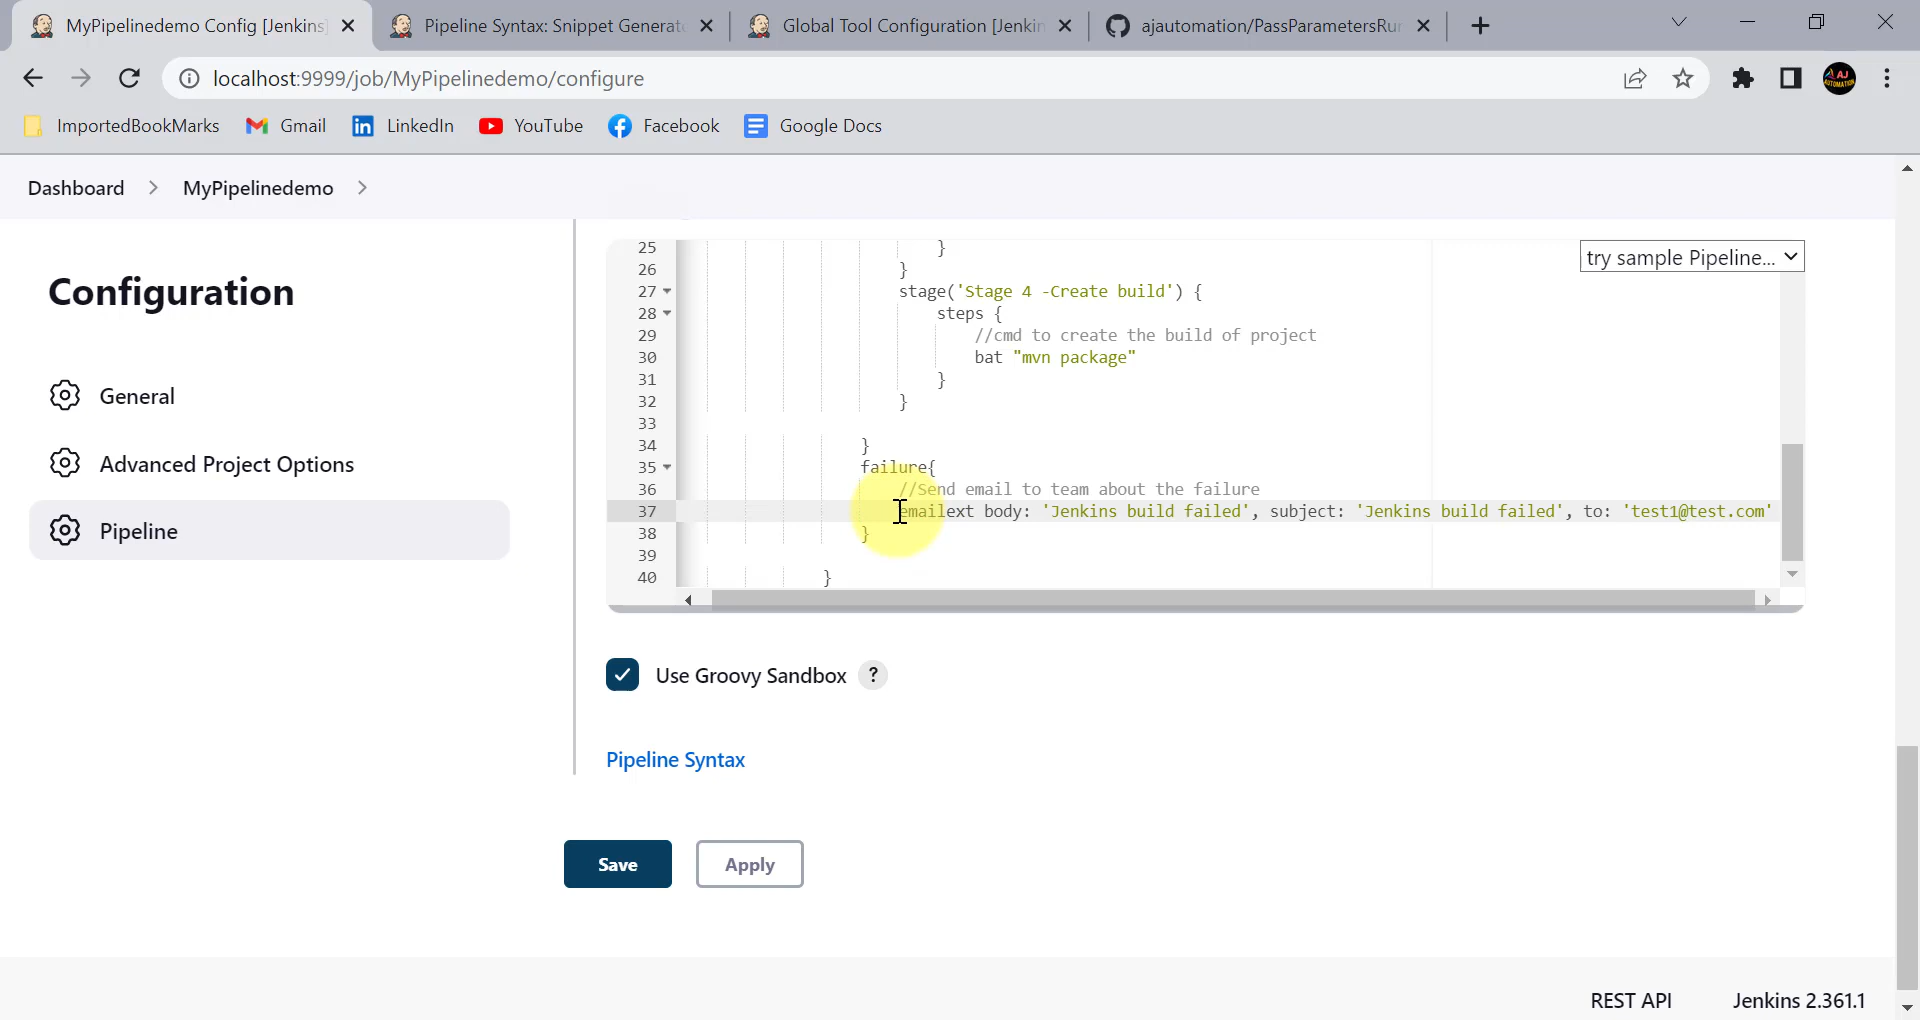 MyPipelinedemo Config [Jenkins]
Pipeline Syntax: Snippet Generato
Global Tool Configuration [Jenkin
ajautomation/PassParametersRun
localhost:9999/job/MyPipelinedemo/configure
AJ
AUTOMATION
ImportedBookMarks
Gmail
LinkedIn
YouTube
Facebook
Google Docs
Dashboard
MyPipelinedemo
Configuration
General
Advanced Project Options
Pipeline
try sample Pipeline...
25 }
26 }
27 stage('Stage 4 -Create build') {
28 steps {
29 //cmd to create the build of project
30 bat "mvn package"
31 }
32 }
33
34 }
35 failure{
36 //Send email to team about the failure
37 emailext body: 'Jenkins build failed', subject: 'Jenkins build failed', to: 'test1@test.com'
38 }
39
40 }
Use Groovy Sandbox ?
Pipeline Syntax
Save
Apply
REST API
Jenkins 2.361.1